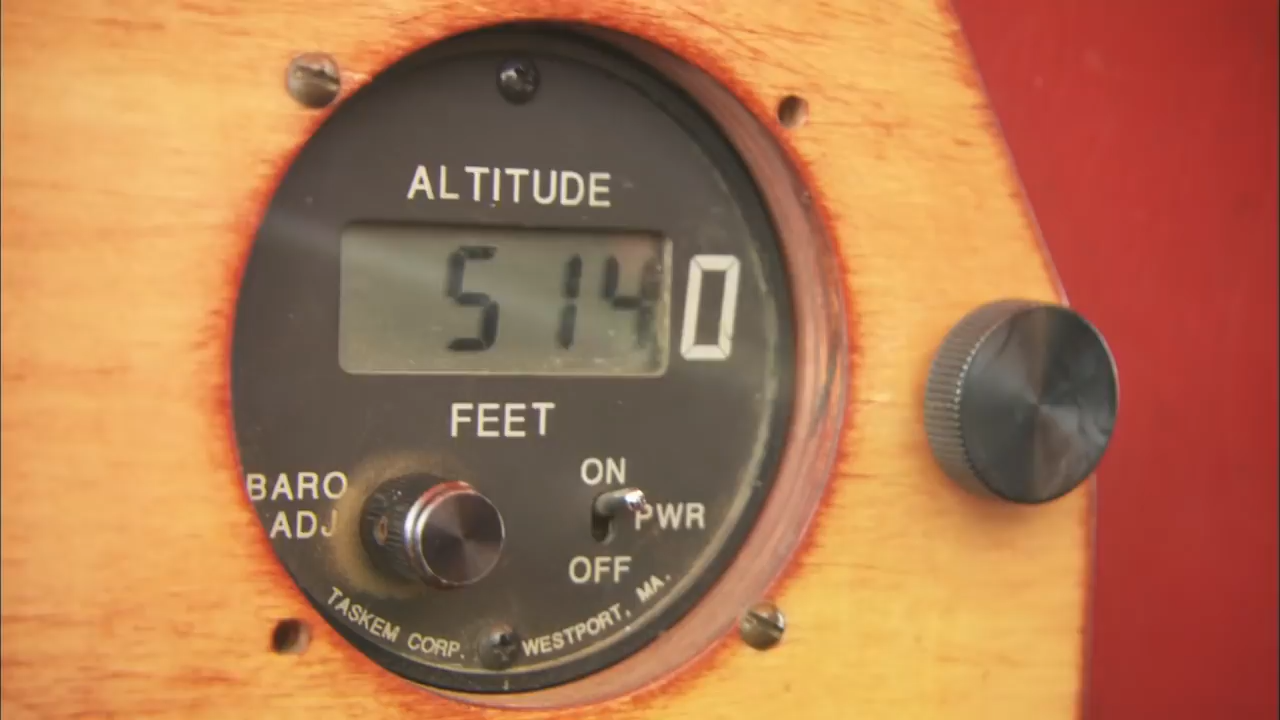 ALTITUDE
5140
FEET
BARO
ADJ
ON
PWR
OFF
TASKEM CORP. WESTPORT, MA.